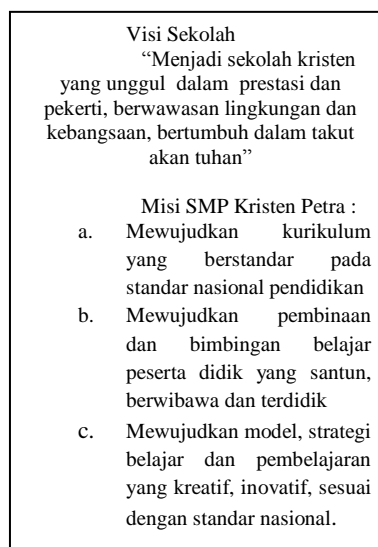 Visi Sekolah
“Menjadi sekolah kristen
yang unggul dalam prestasi dan
pekerti, berwawasan lingkungan dan
kebangsaan, bertumbuh dalam takut
akan tuhan”
Misi SMP Kristen Petra :
a. Mewujudkan kurikulum
yang berstandar pada
standar nasional pendidikan
b. Mewujudkan pembinaan
dan bimbingan belajar
peserta didik yang santun,
berwibawa dan terdidik
c. Mewujudkan model, strategi
belajar dan pembelajaran
yang kreatif, inovatif, sesuai
dengan standar nasional.